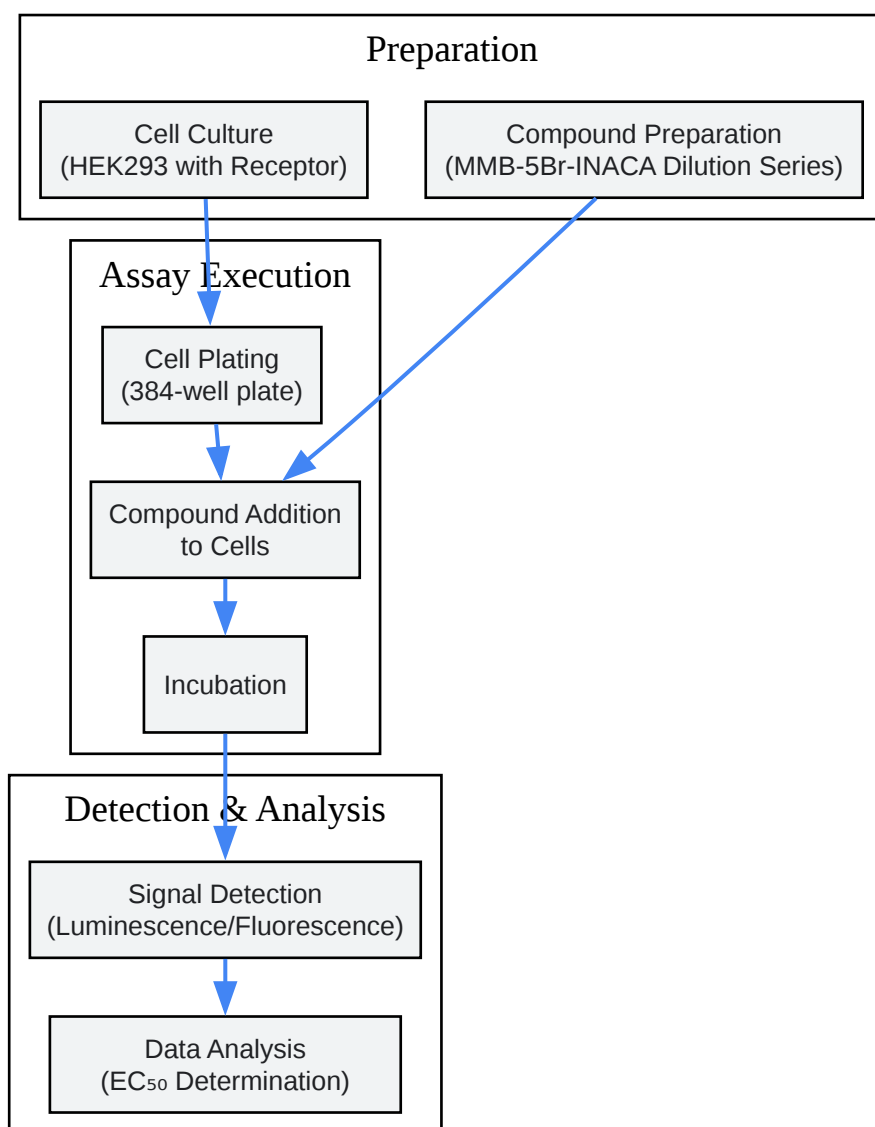 Preparation
Cell Culture
(HEK293 with Receptor)
Compound Preparation
(MMB-5Br-INACA Dilution Series)
Assay Execution
Cell Plating
(384-well plate)
Compound Addition
to Cells
Incubation
Detection & Analysis
Signal Detection
(Luminescence/Fluorescence)
Data Analysis
(EC₅₀ Determination)